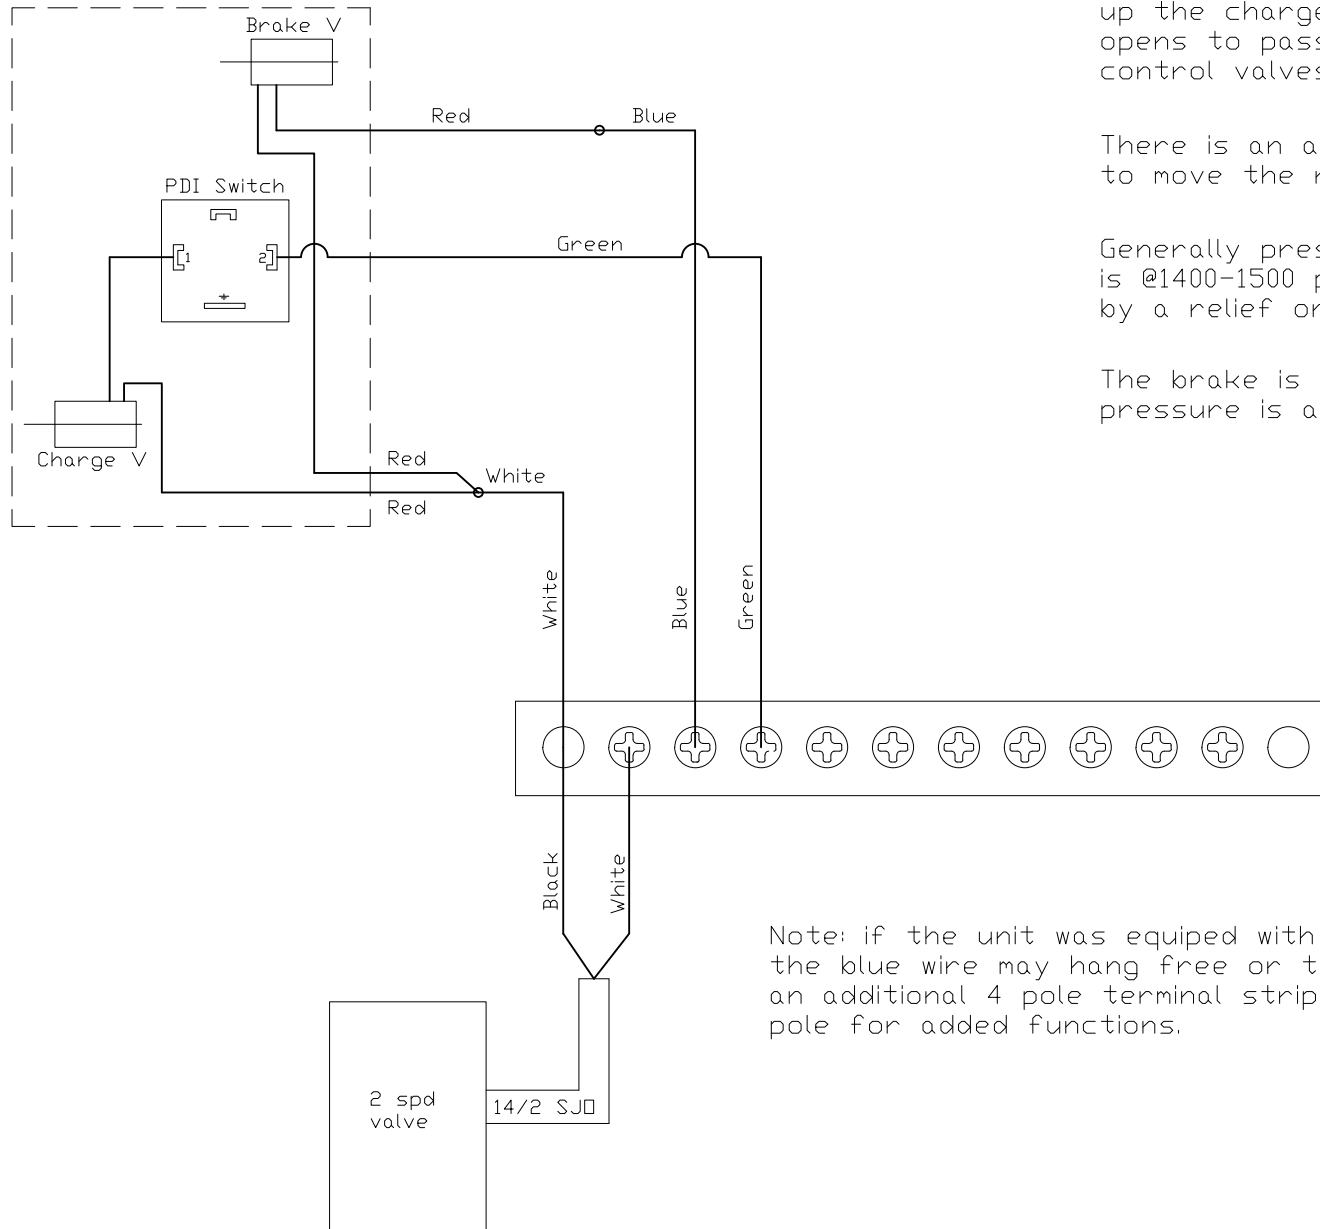 up the charge
opens to pass
control valves
There is an a
to move the r
Generally pres
is @1400-1500 p
by a relief or
The brake is
pressure is a
Brake V
Red
Blue
PDI Switch
1
2
Green
Charge V
Red
White
Red
White
Blue
Green
Black
White
Note: if the unit was equiped with
the blue wire may hang free or t
an additional 4 pole terminal strip
pole for added functions.
2 spd
valve
14/2 SJO